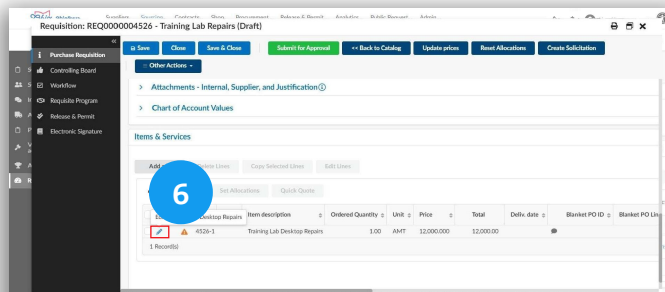 Suppliers Sourcing Contracts Shop Procurement Release & Permit Analytics Public Request Admin
Requisition: REQ0000004526 - Training Lab Repairs (Draft)
Purchase Requisition
Controlling Board
Workflow
Requisite Program
Release & Permit
Electronic Signature
Save Close Save & Close Submit for Approval << Back to Catalog Update prices Reset Allocations Create Solicitation
Other Actions
Attachments - Internal, Supplier, and Justification
Chart of Account Values
Items & Services
Delete Lines Copy Selected Lines Edit Lines
6
Set Allocations Quick Quote
Desktop Repairs Item description Ordered Quantity Unit Price Total Deliv. date Blanket PO ID Blanket PO Lin
4526-1 Training Lab Desktop Repairs 1.00 AMT 12,000.000 12,000.00
1 Record(s)